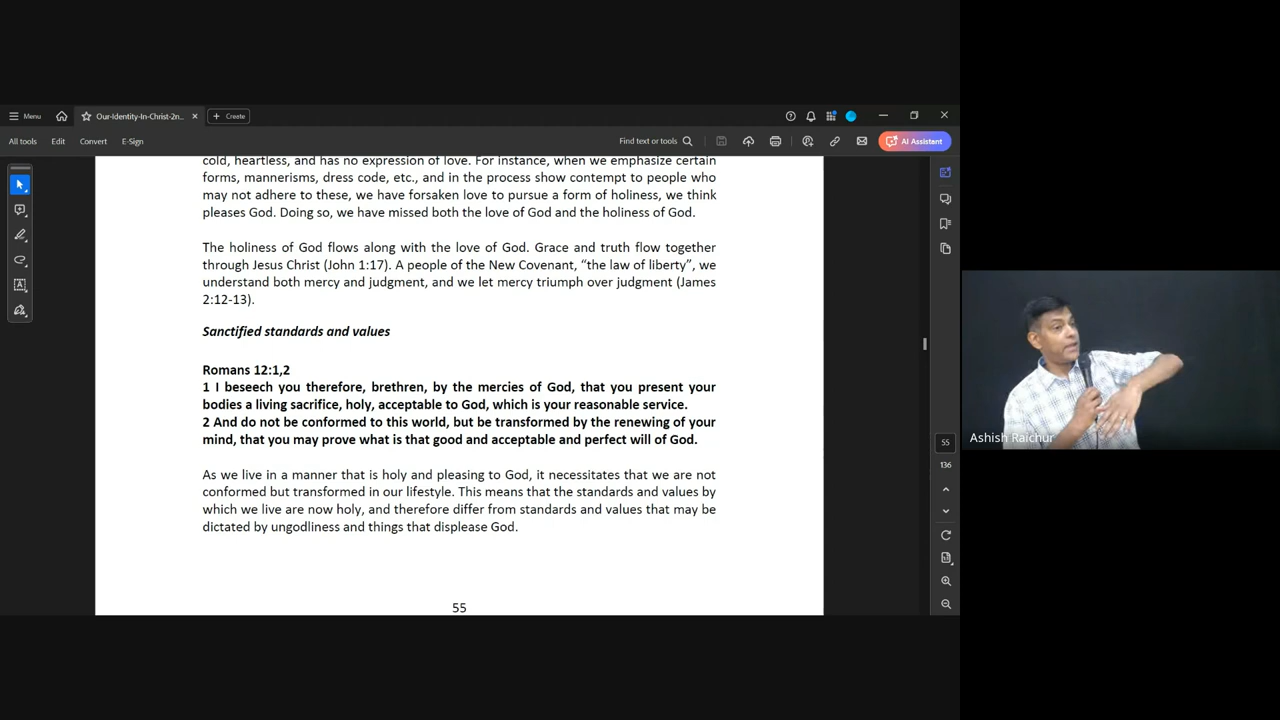 Menu
Our-Identity-In-Christ-2n...
Create
All tools
Edit
Convert
E-Sign
Find text or tools
AI Assistant
cold, heartless, and has no expression of love. For instance, when we emphasize certain
forms, mannerisms, dress code, etc., and in the process show contempt to people who
may not adhere to these, we have forsaken love to pursue a form of holiness, we think
pleases God. Doing so, we have missed both the love of God and the holiness of God.
The holiness of God flows along with the love of God. Grace and truth flow together
through Jesus Christ (John 1:17). A people of the New Covenant, “the law of liberty”, we
understand both mercy and judgment, and we let mercy triumph over judgment (James
2:12-13).
Sanctified standards and values
Romans 12:1,2
1 I beseech you therefore, brethren, by the mercies of God, that you present your
bodies a living sacrifice, holy, acceptable to God, which is your reasonable service.
2 And do not be conformed to this world, but be transformed by the renewing of your
mind, that you may prove what is that good and acceptable and perfect will of God.
As we live in a manner that is holy and pleasing to God, it necessitates that we are not
conformed but transformed in our lifestyle. This means that the standards and values by
which we live are now holy, and therefore differ from standards and values that may be
dictated by ungodliness and things that displease God.
55
55
136
Ashish Raichur